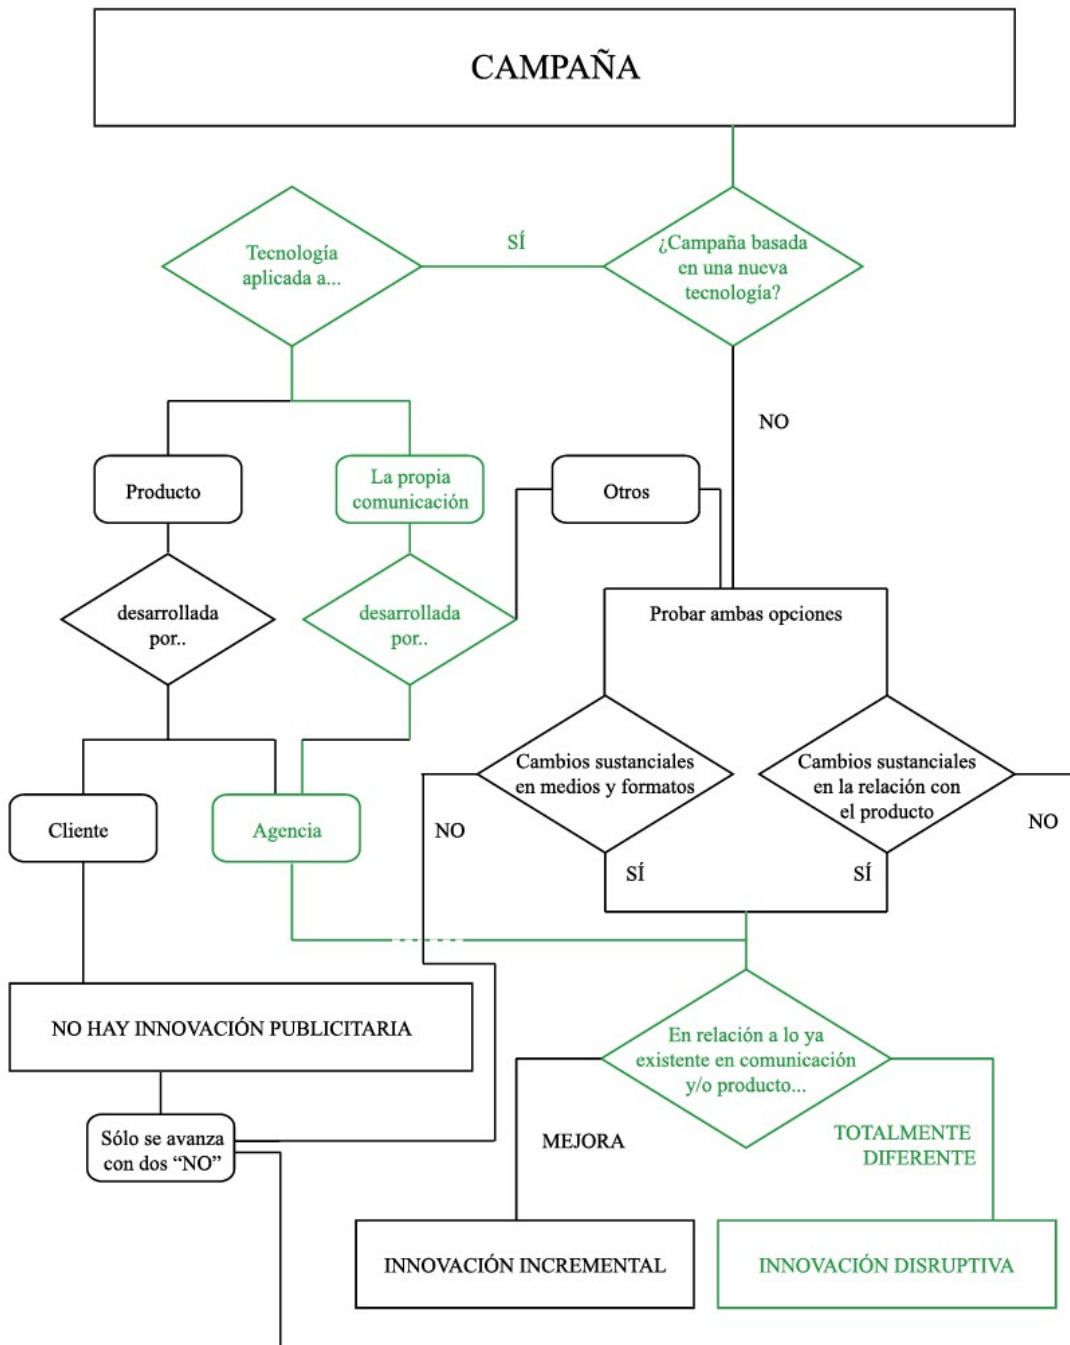 CAMPAÑA
Tecnología
aplicada a...
SÍ
¿Campaña basada
en una nueva
tecnología?
NO
Producto
La propia
comunicación
Otros
desarrollada
por..
desarrollada
por..
Probar ambas opciones
Cambios sustanciales
en medios y formatos
Cambios sustanciales
en la relación con
el producto
Cliente
Agencia
NO
NO
SÍ
SÍ
NO HAY INNOVACIÓN PUBLICITARIA
En relación a lo ya
existente en comunicación
y/o producto...
Sólo se avanza
con dos “NO”
MEJORA
TOTALMENTE
DIFERENTE
INNOVACIÓN INCREMENTAL
INNOVACIÓN DISRUPTIVA